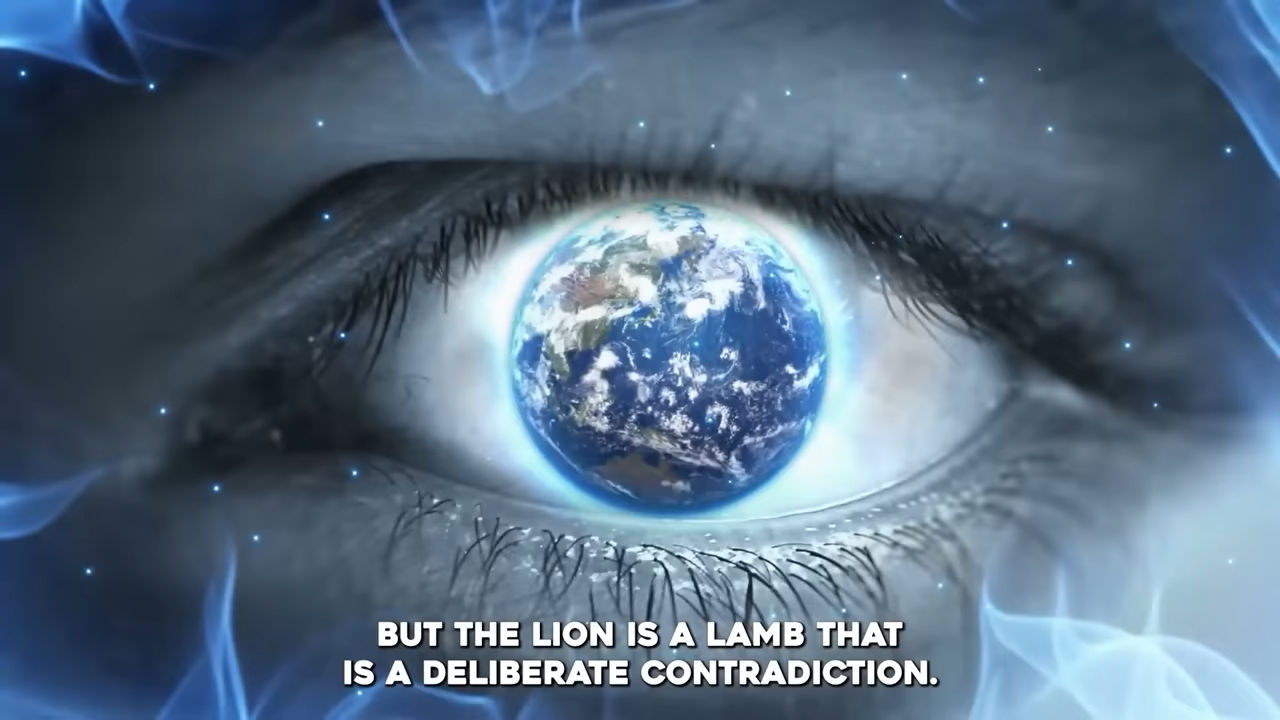 BUT THE LION IS A LAMB THAT
IS A DELIBERATE CONTRADICTION.